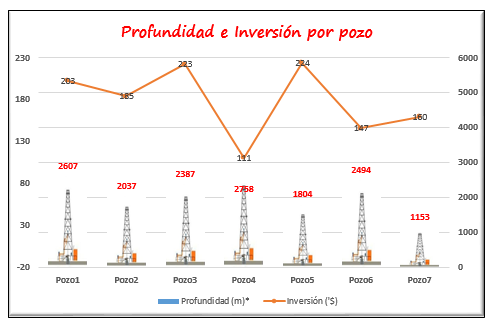 Profundidad e Inversión por pozo
230 6000
180 5000
130 4000
80 3000
30 2000
-20 1000
0
203 185 223 111 224 147 160
2607 2037 2387 2758 1804 2494 1153
Pozo1 Pozo2 Pozo3 Pozo4 Pozo5 Pozo6 Pozo7
Profundidad (m)* Inversión ('$)